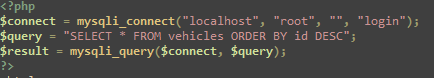 <?php
$connect = mysqli_connect("localhost", "root", "", "login");
$query = "SELECT * FROM vehicles ORDER BY id DESC";
$result = mysqli_query($connect, $query);
?>